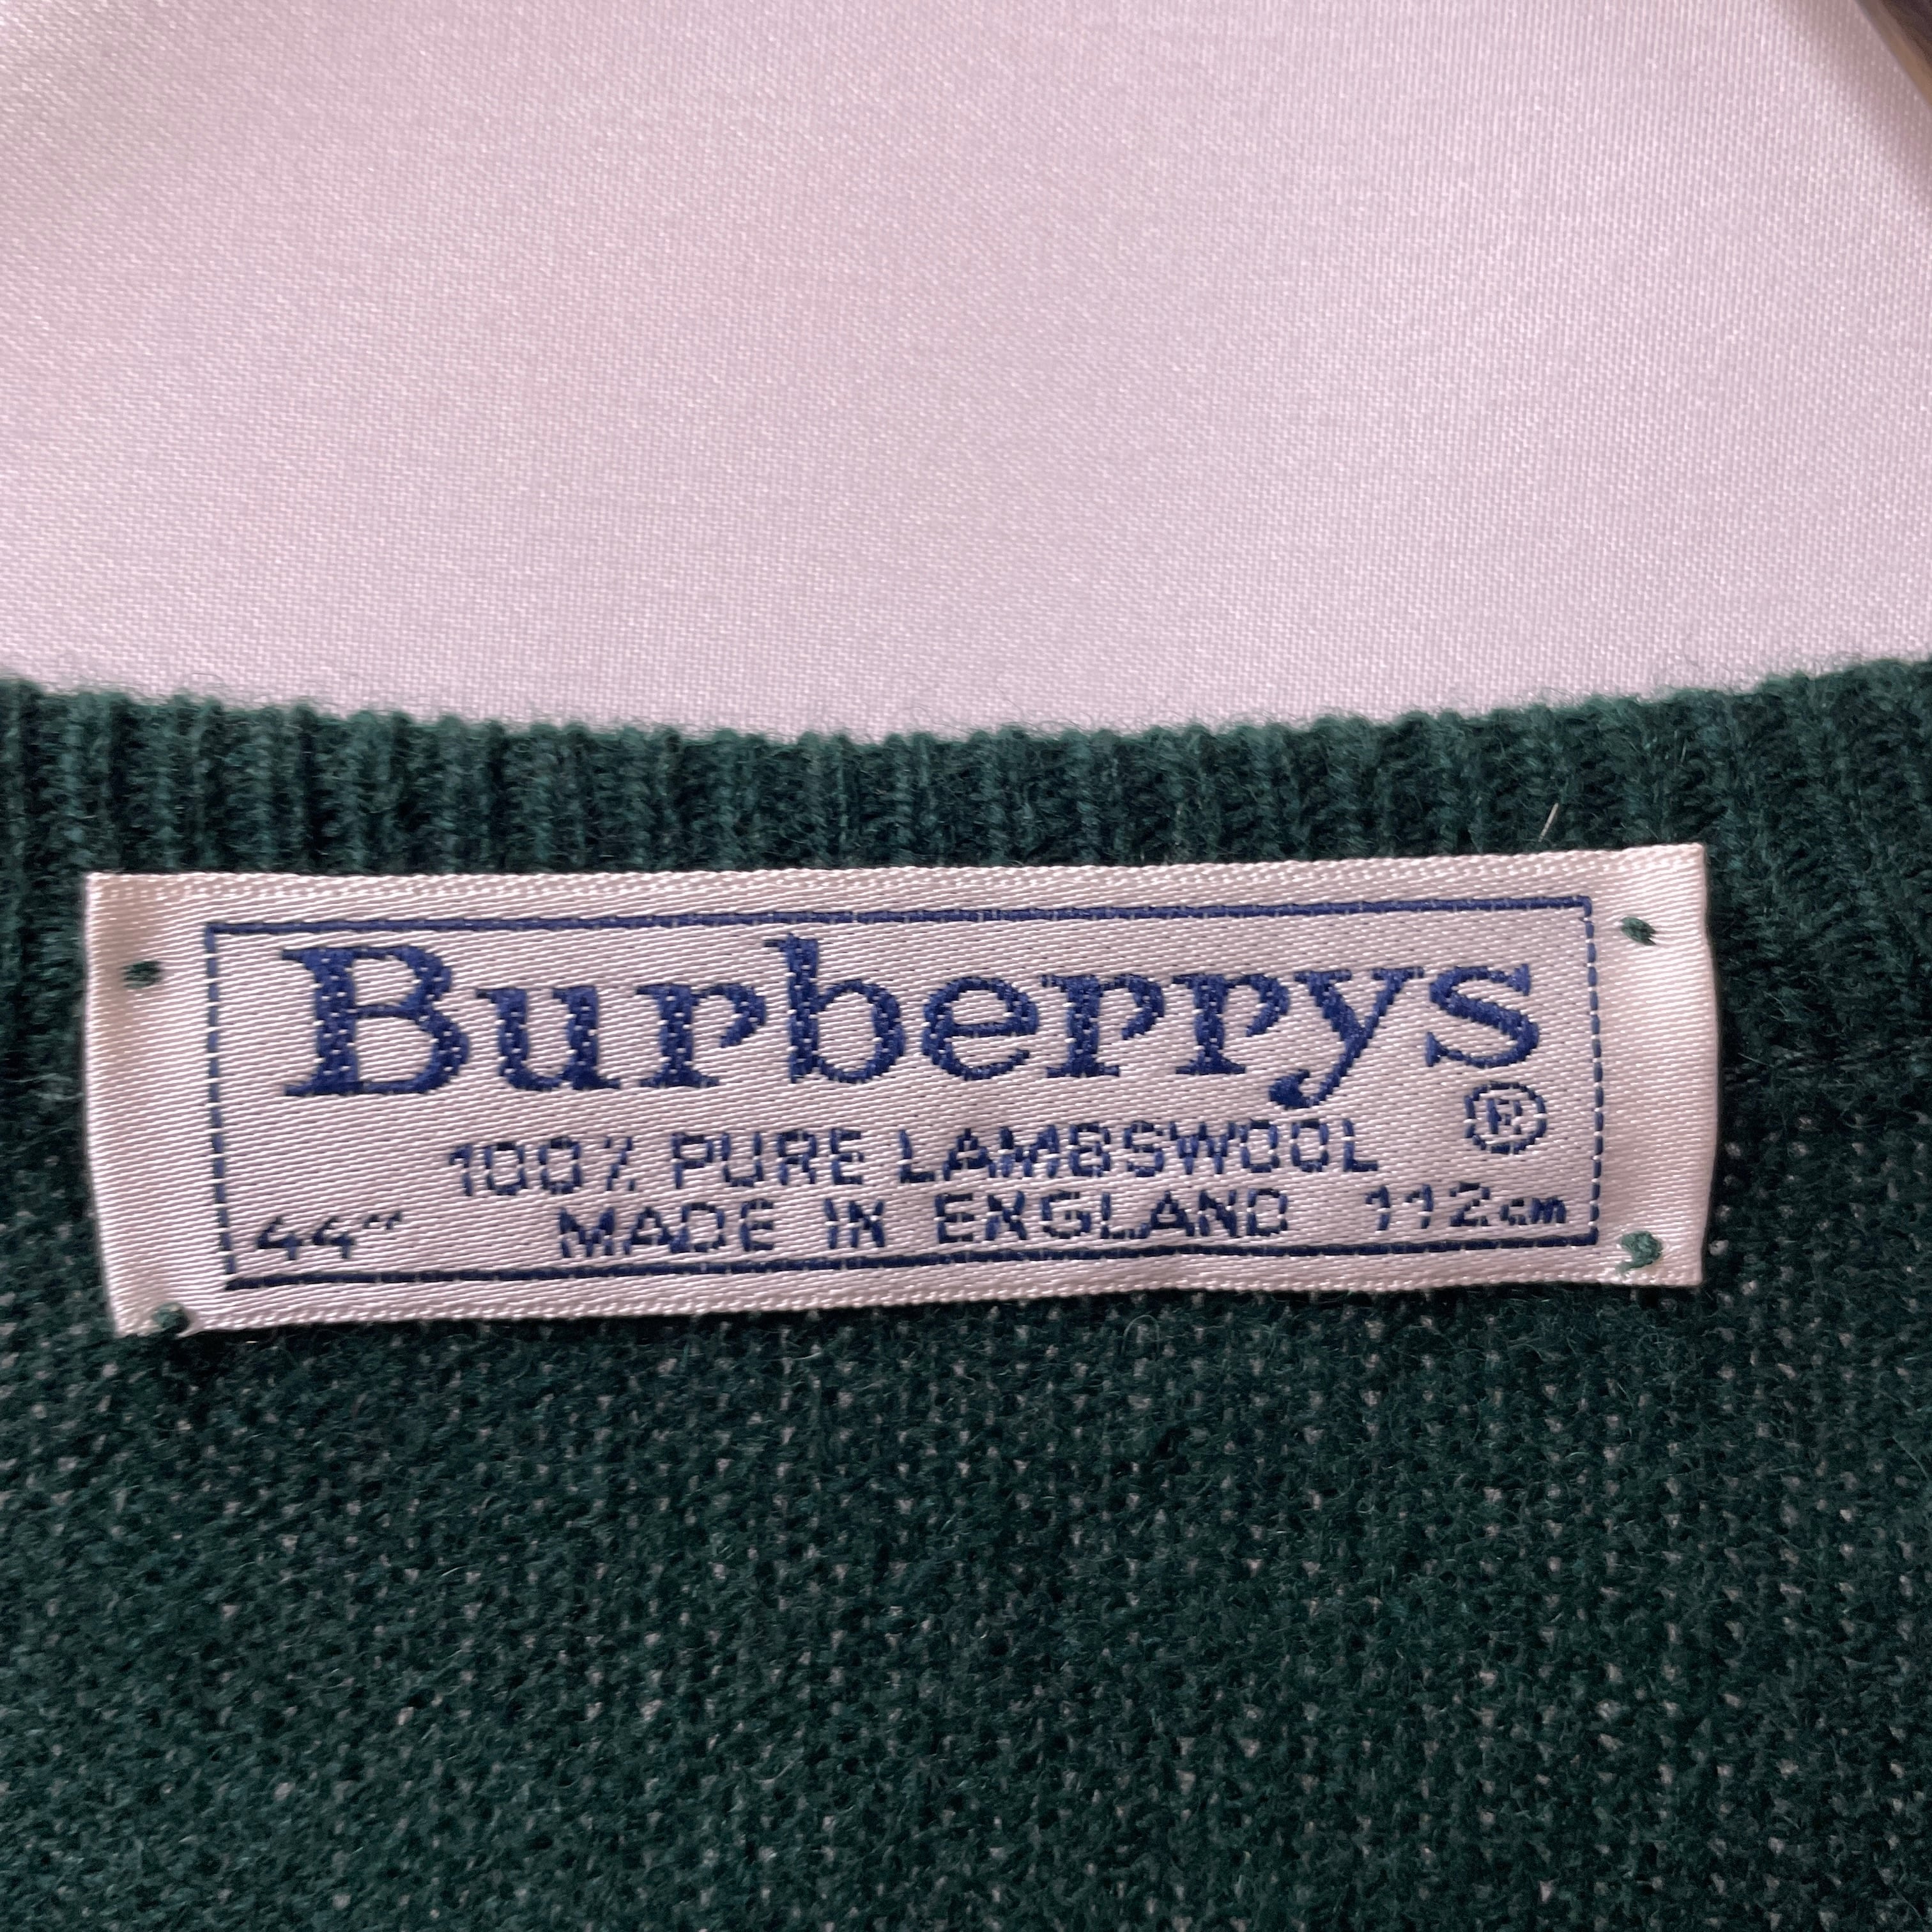 Burberrys
®
100% PURE LAMBSWOOL
44" MADE IN ENGLAND 112cm